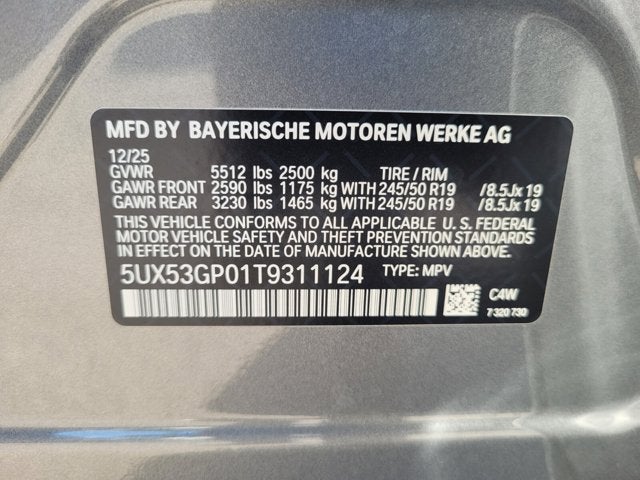 MFD BY BAYERISCHE MOTOREN WERKE AG
12/25
GVWR 5512 lbs 2500 kg TIRE / RIM
GAWR FRONT 2590 lbs 1175 kg WITH 245/50 R19 /8.5Jx19
GAWR REAR 3230 lbs 1465 kg WITH 245/50 R19 /8.5Jx19
THIS VEHICLE CONFORMS TO ALL APPLICABLE U. S. FEDERAL
MOTOR VEHICLE SAFETY AND THEFT PREVENTION STANDARDS
IN EFFECT ON THE DATE OF MANUFACTURE SHOWN ABOVE.
5UX53GP01T9311124 TYPE: MPV
C4W
7 320 730